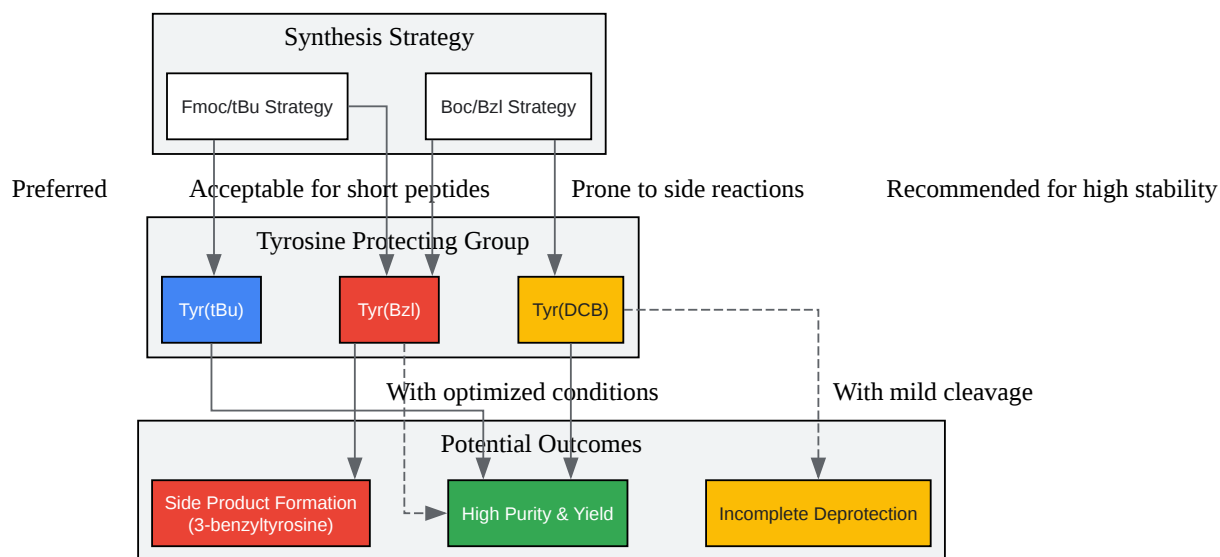 Synthesis Strategy
Fmoc/tBu Strategy
Boc/Bzl Strategy
Preferred
Acceptable for short peptides
Prone to side reactions
Recommended for high stability
Tyrosine Protecting Group
Tyr(tBu)
Tyr(Bzl)
Tyr(DCB)
With optimized conditions
With mild cleavage
Potential Outcomes
Side Product Formation
(3-benzyltyrosine)
High Purity & Yield
Incomplete Deprotection